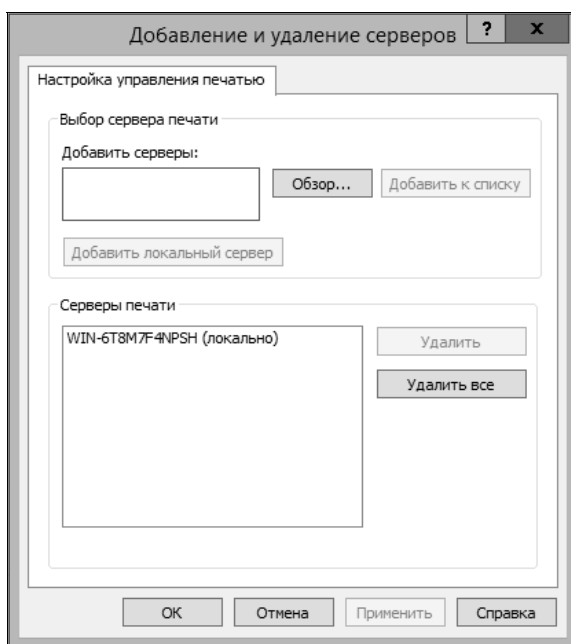 Добавление и удаление серверов ? x
Настройка управления печатью
Выбор сервера печати
Добавить серверы:
Обзор... Добавить к списку
Добавить локальный сервер
Серверы печати
WIN-6T8M7F4NPSH (локально)
Удалить
Удалить все
ОК Отмена Применить Справка